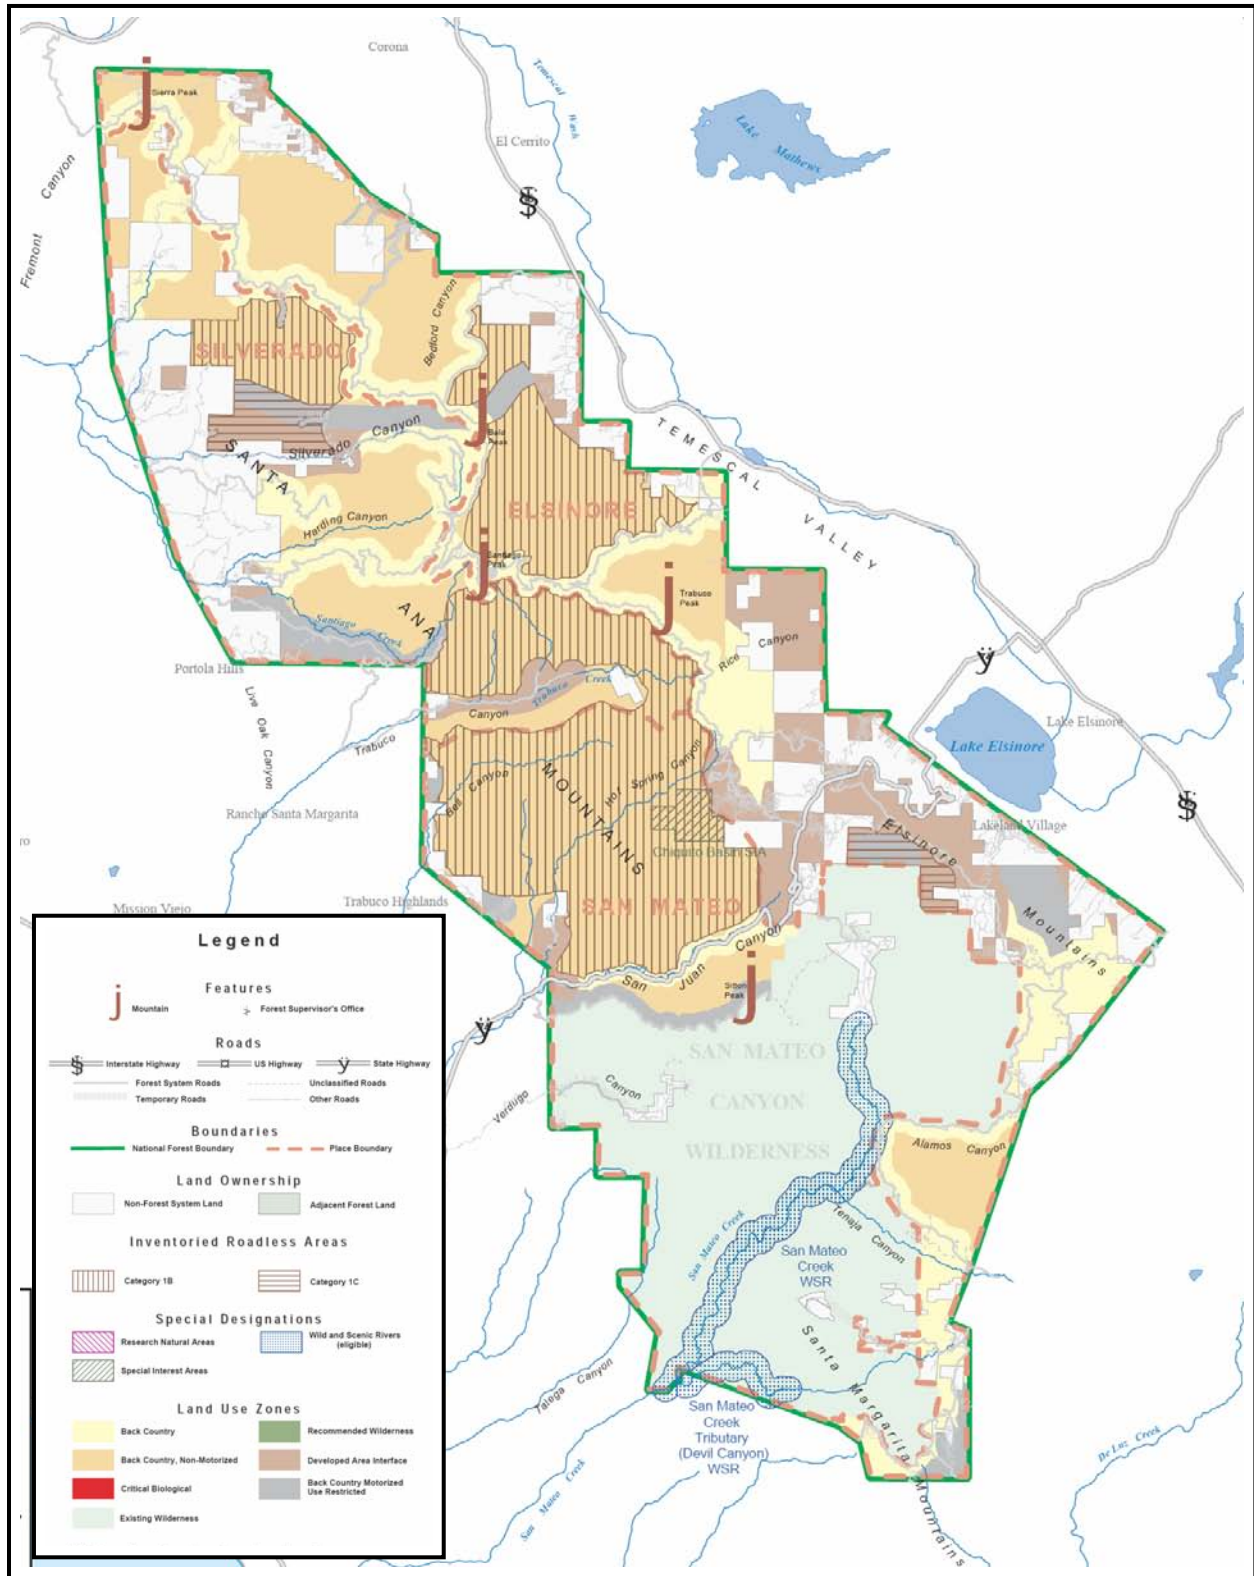 Corona
Temescal Wash
Sierra Peak
El Cerrito
Lake Mathews
Fremont Canyon
§
Bedford Canyon
SILVERADO
TEMESCAL VALLEY
Silverado Canyon
SANTA ANA MOUNTAINS
Harding Canyon
ELSINORE
Santiago Peak
Trabuco Peak
Santiago Creek
Rice Canyon
ÿ
Portola Hills
Live Oak Canyon
Trabuco Creek
Trabuco Canyon
Lake Elsinore
Lake Elsinore
Bell Canyon
Hot Spring Canyon
§
Rancho Santa Margarita
Elsinore Mountains
Lakeland Village
ro
Chiquito Basin SIA
Mission Viejo
Trabuco Highlands
SAN MATEO
San Juan Canyon
ÿ
SAN MATEO
CANYON
WILDERNESS
Verdugo Canyon
Alamos Canyon
San Mateo Creek
Tenaja Canyon
San Mateo
Creek
WSR
Santa Margarita Mountains
Talega Canyon
San Mateo
Creek
Tributary
(Devil Canyon)
WSR
San Mateo Creek
De Luz Creek
j
j
j
j
j
Legend
Features
j Mountain
Forest Supervisor's Office
Roads
§ Interstate Highway
US Highway
ÿ State Highway
Forest System Roads
Unclassified Roads
Temporary Roads
Other Roads
Boundaries
National Forest Boundary
Place Boundary
Land Ownership
Non-Forest System Land
Adjacent Forest Land
Inventoried Roadless Areas
Category 1B
Category 1C
Special Designations
Research Natural Areas
Wild and Scenic Rivers
(eligible)
Special Interest Areas
Land Use Zones
Back Country
Recommended Wilderness
Back Country, Non-Motorized
Developed Area Interface
Critical Biological
Back Country Motorized
Use Restricted
Existing Wilderness